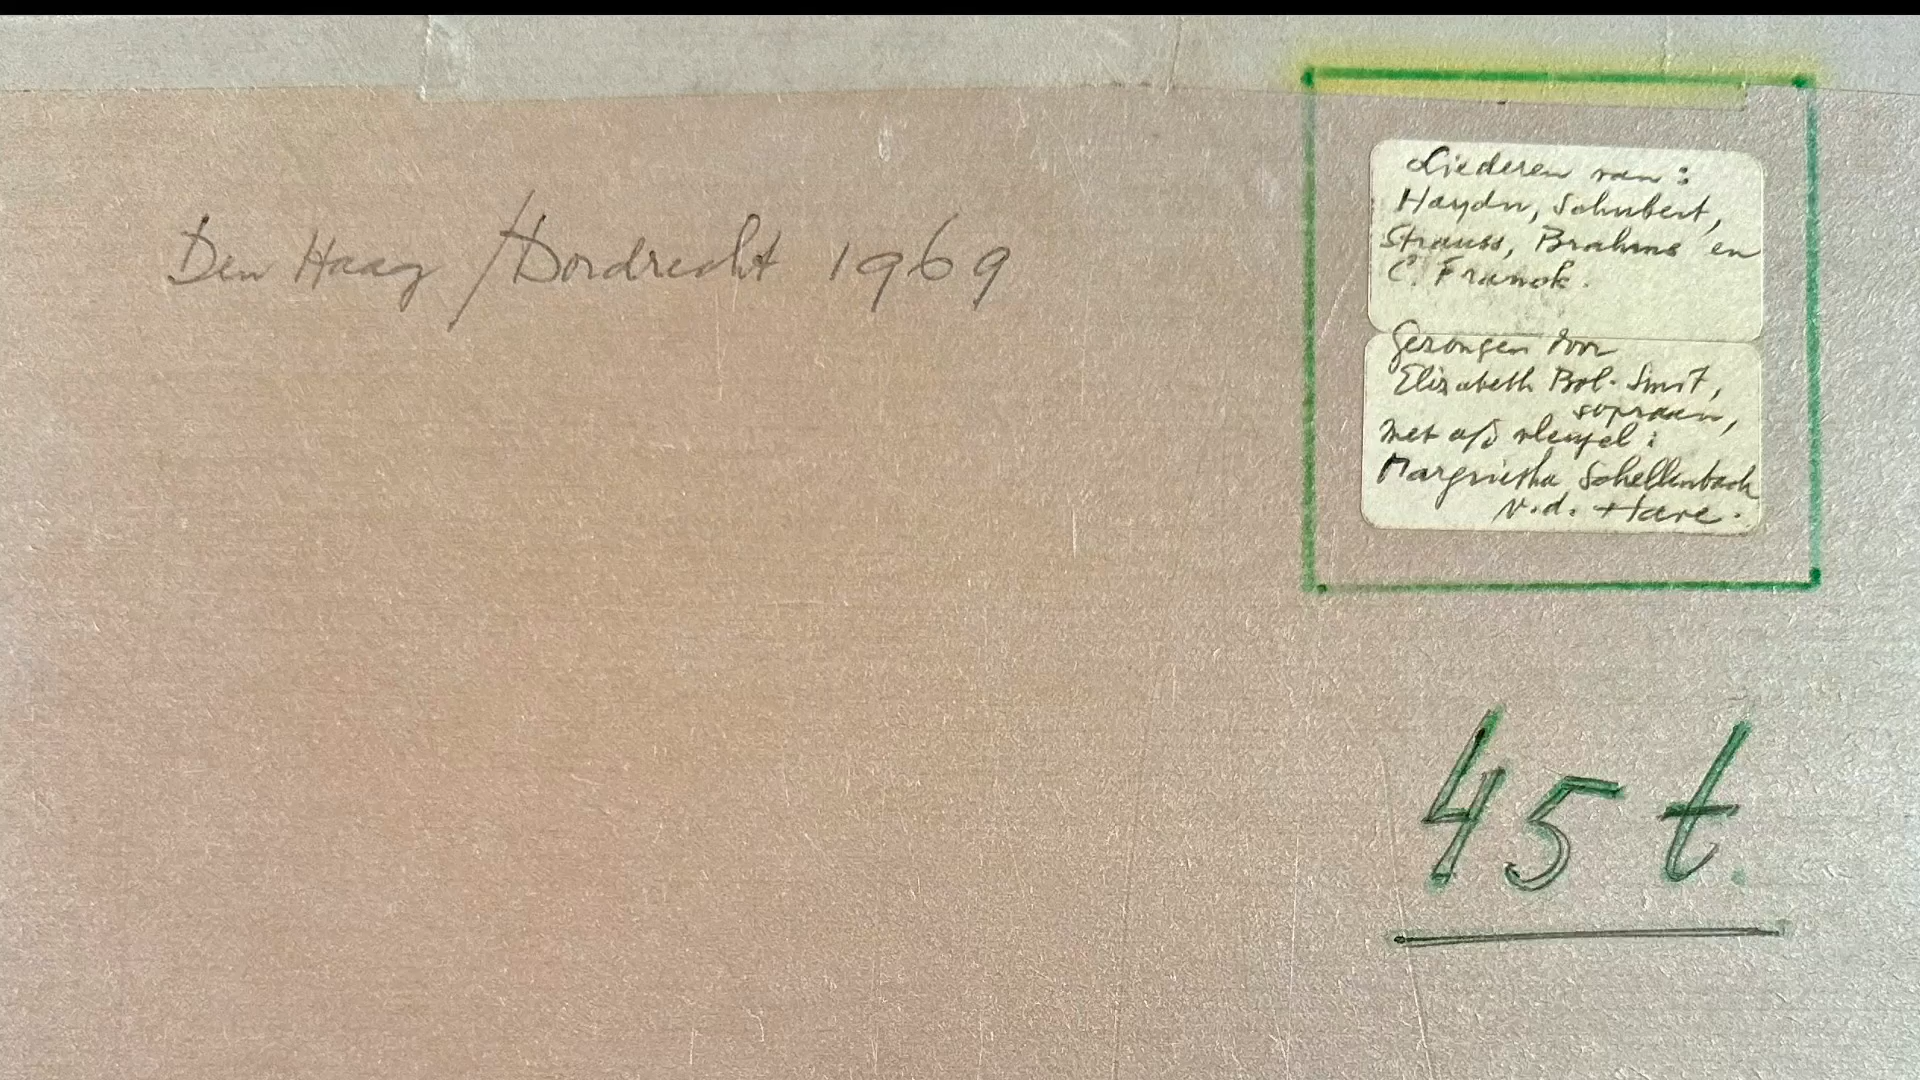 Den Haag / Dordrecht 1969
Liederen van:
Haydn, Schubert,
Strauss, Brahms en
C. Franck.
Gezongen door
Elizabeth Bol-Smit,
sopraan,
met a/d vleugel:
Margrietha Schellenbach
v.d. Hare.
45 t.